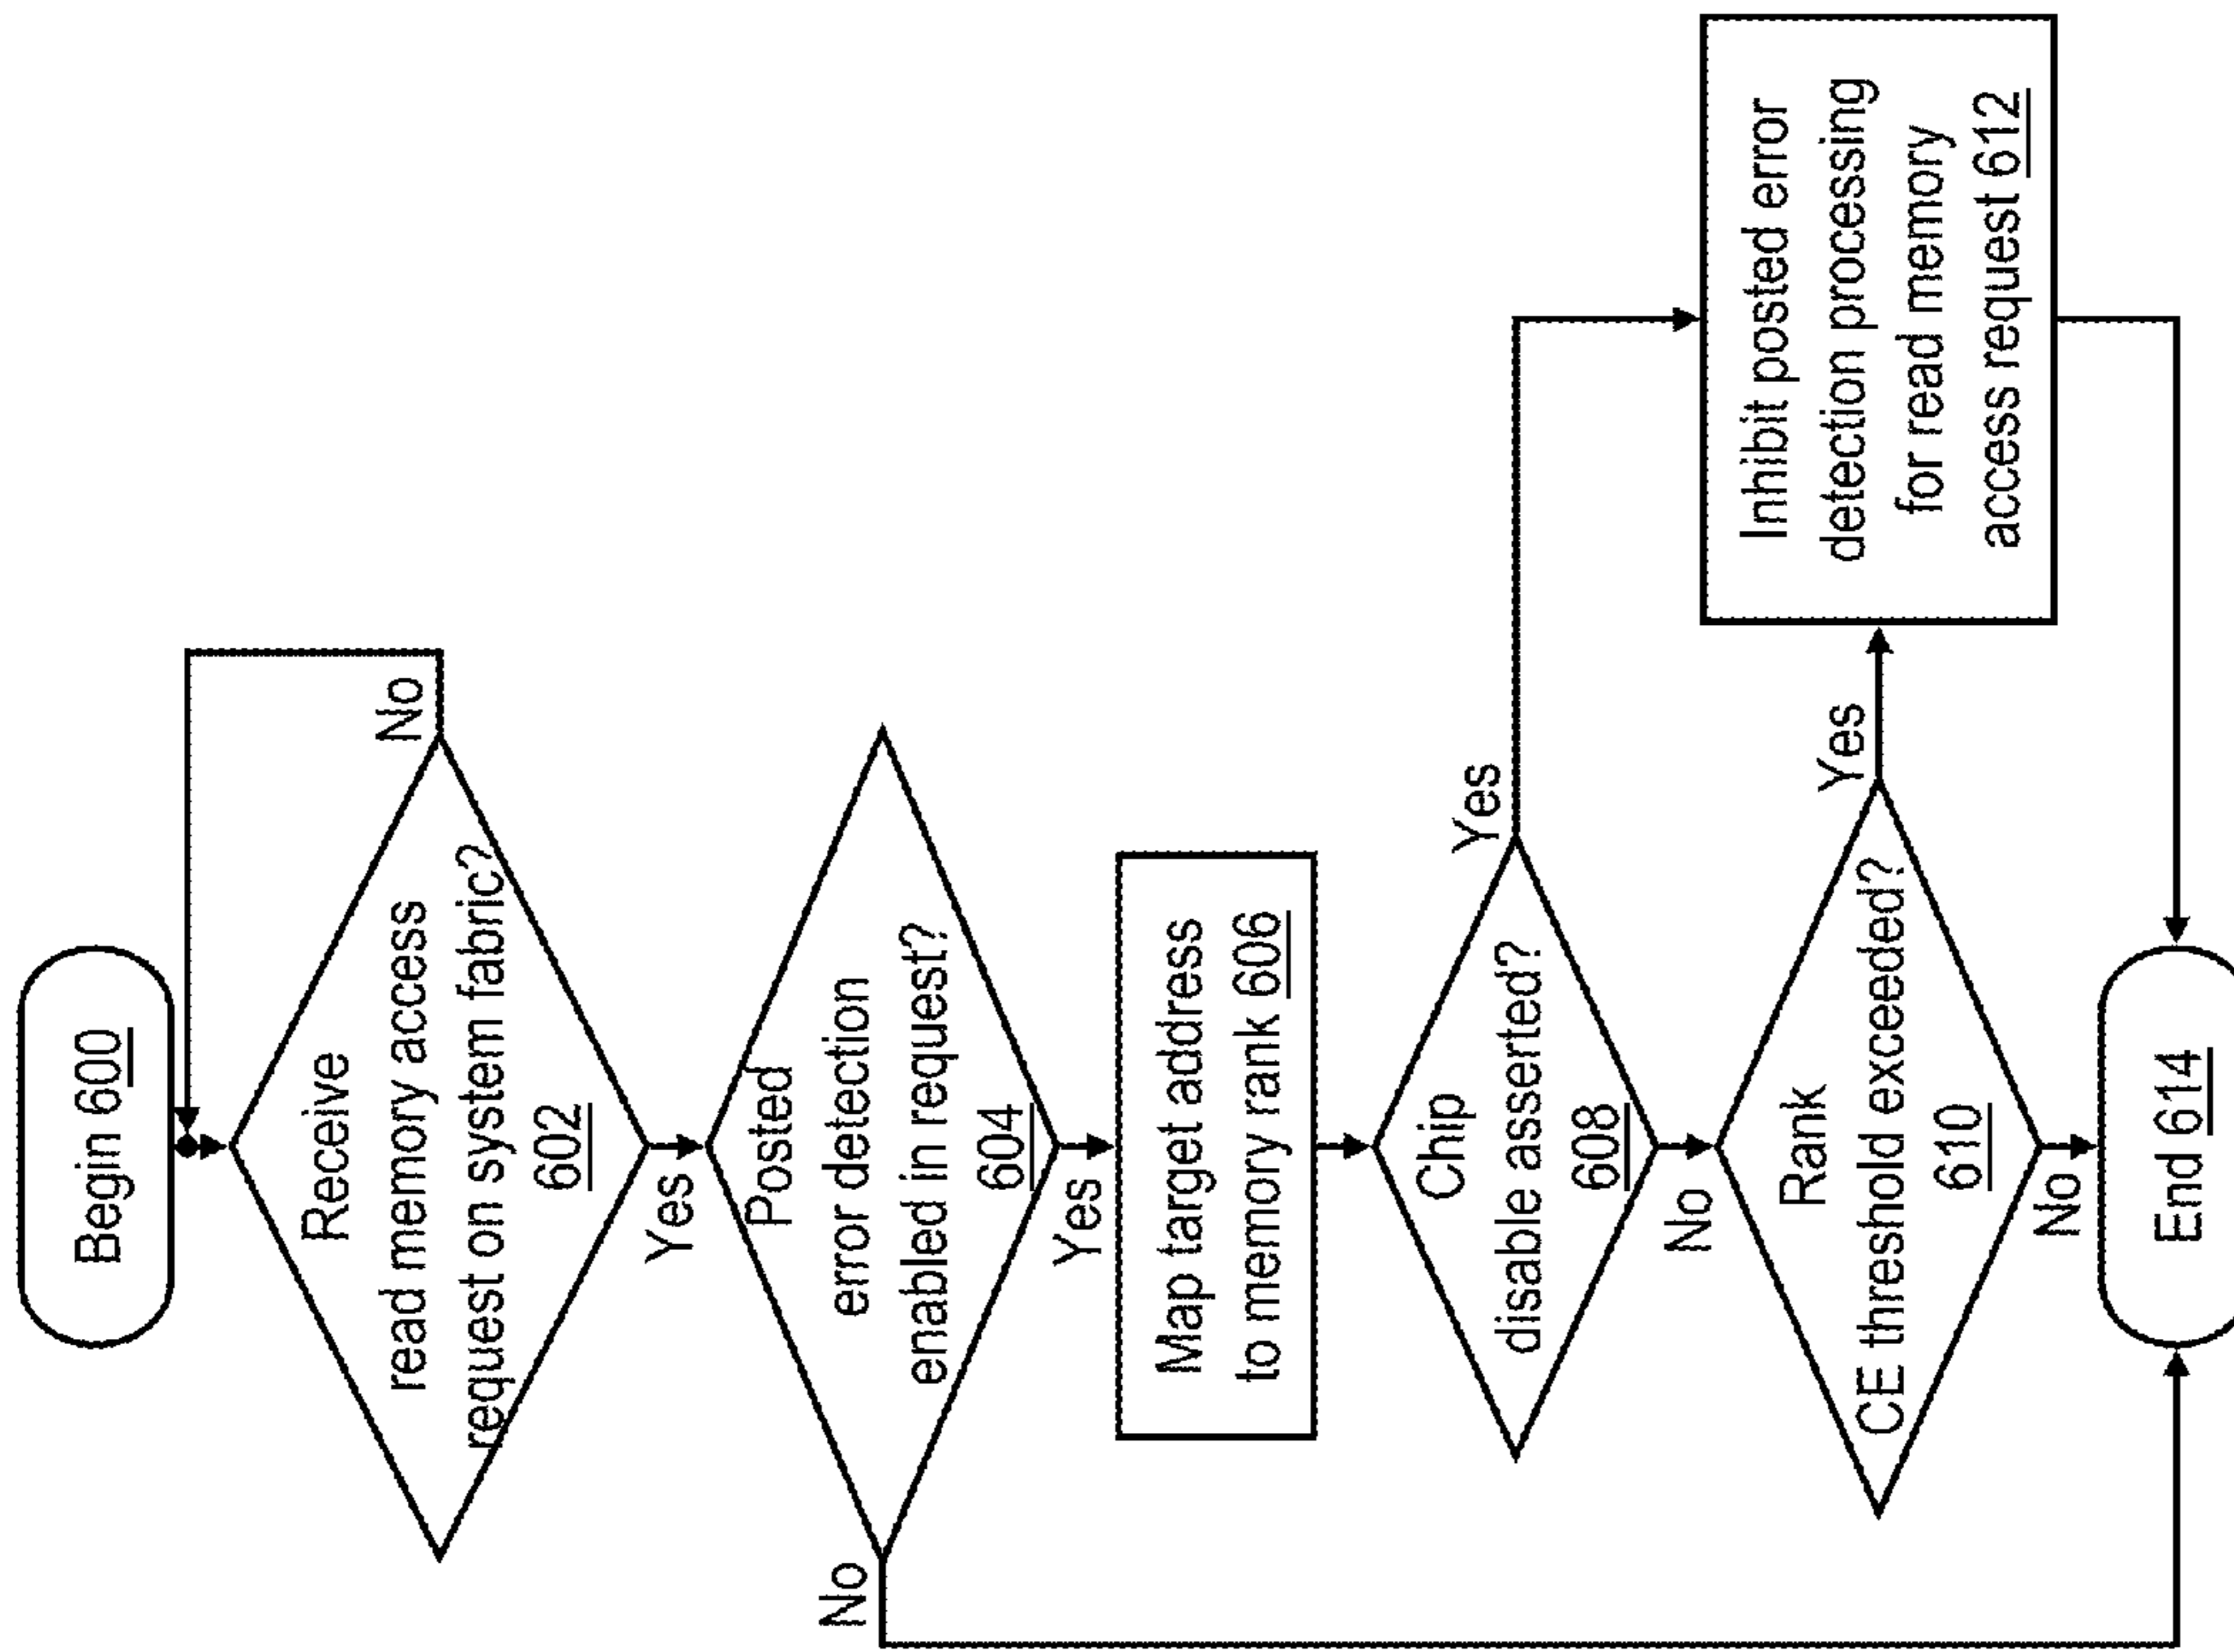 Begin 600
Receive
read memory access
request on system fabric?
602
No
Yes
Posted
error detection
enabled in request?
604
No
Yes
Map target address
to memory rank 606
Chip
disable asserted?
608
Yes
No
Rank
CE threshold exceeded?
610
Yes
No
Inhibit posted error
detection processing
for read memory
access request 612
End 614